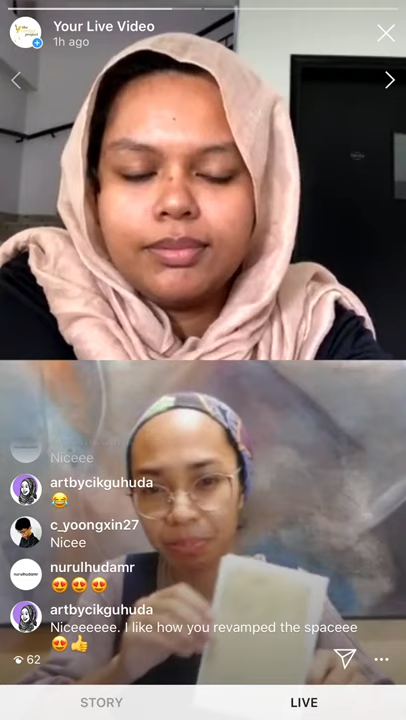 Your Live Video
1h ago
Niceee
artbycikguhuda
😂
c_yoongxin27
Nicee
nurulhudamr
😍😍😍
artbycikguhuda
Niceeeeee. I like how you revamped the spaceee
😍👍
62
STORY
LIVE